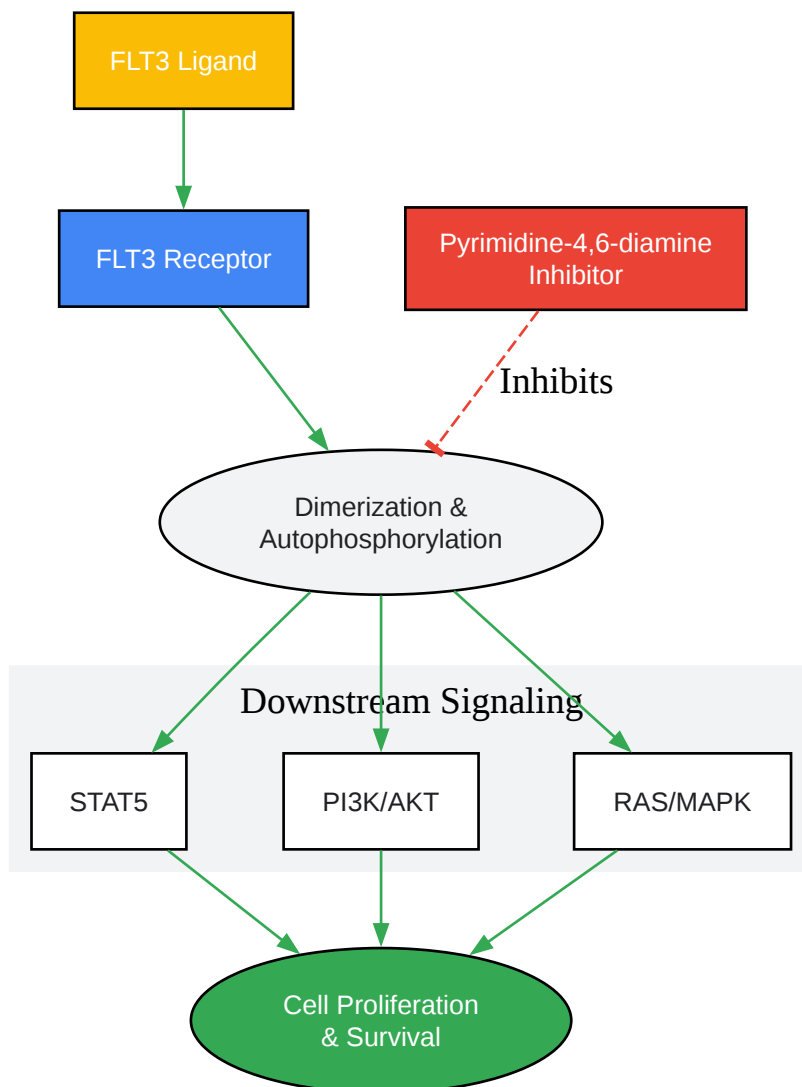 FLT3 Ligand
FLT3 Receptor
Pyrimidine-4,6-diamine
Inhibitor
Inhibits
Dimerization &
Autophosphorylation
Downstream Signaling
STAT5
PI3K/AKT
RAS/MAPK
Cell Proliferation
& Survival